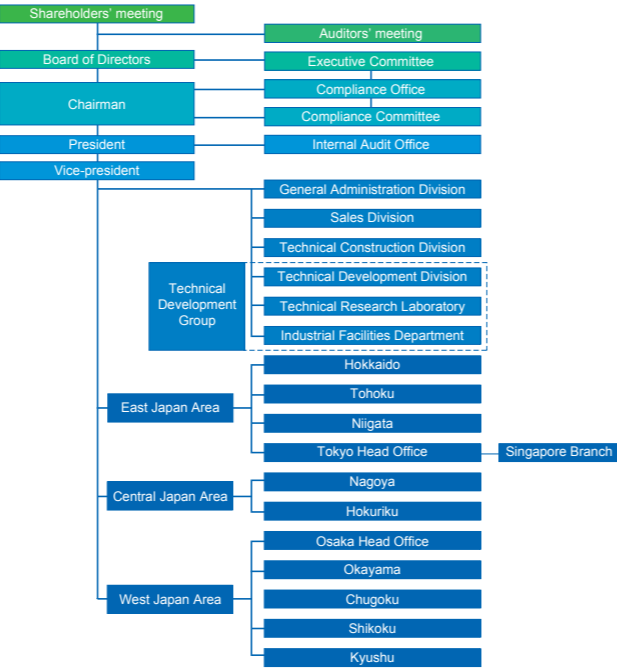 Shareholders' meeting
Auditors' meeting
Board of Directors
Executive Committee
Chairman
Compliance Office
Compliance Committee
President
Internal Audit Office
Vice-president
General Administration Division
Sales Division
Technical Construction Division
Technical
Development
Group
Technical Development Division
Technical Research Laboratory
Industrial Facilities Department
East Japan Area
Hokkaido
Tohoku
Niigata
Tokyo Head Office
Singapore Branch
Central Japan Area
Nagoya
Hokuriku
West Japan Area
Osaka Head Office
Okayama
Chugoku
Shikoku
Kyushu